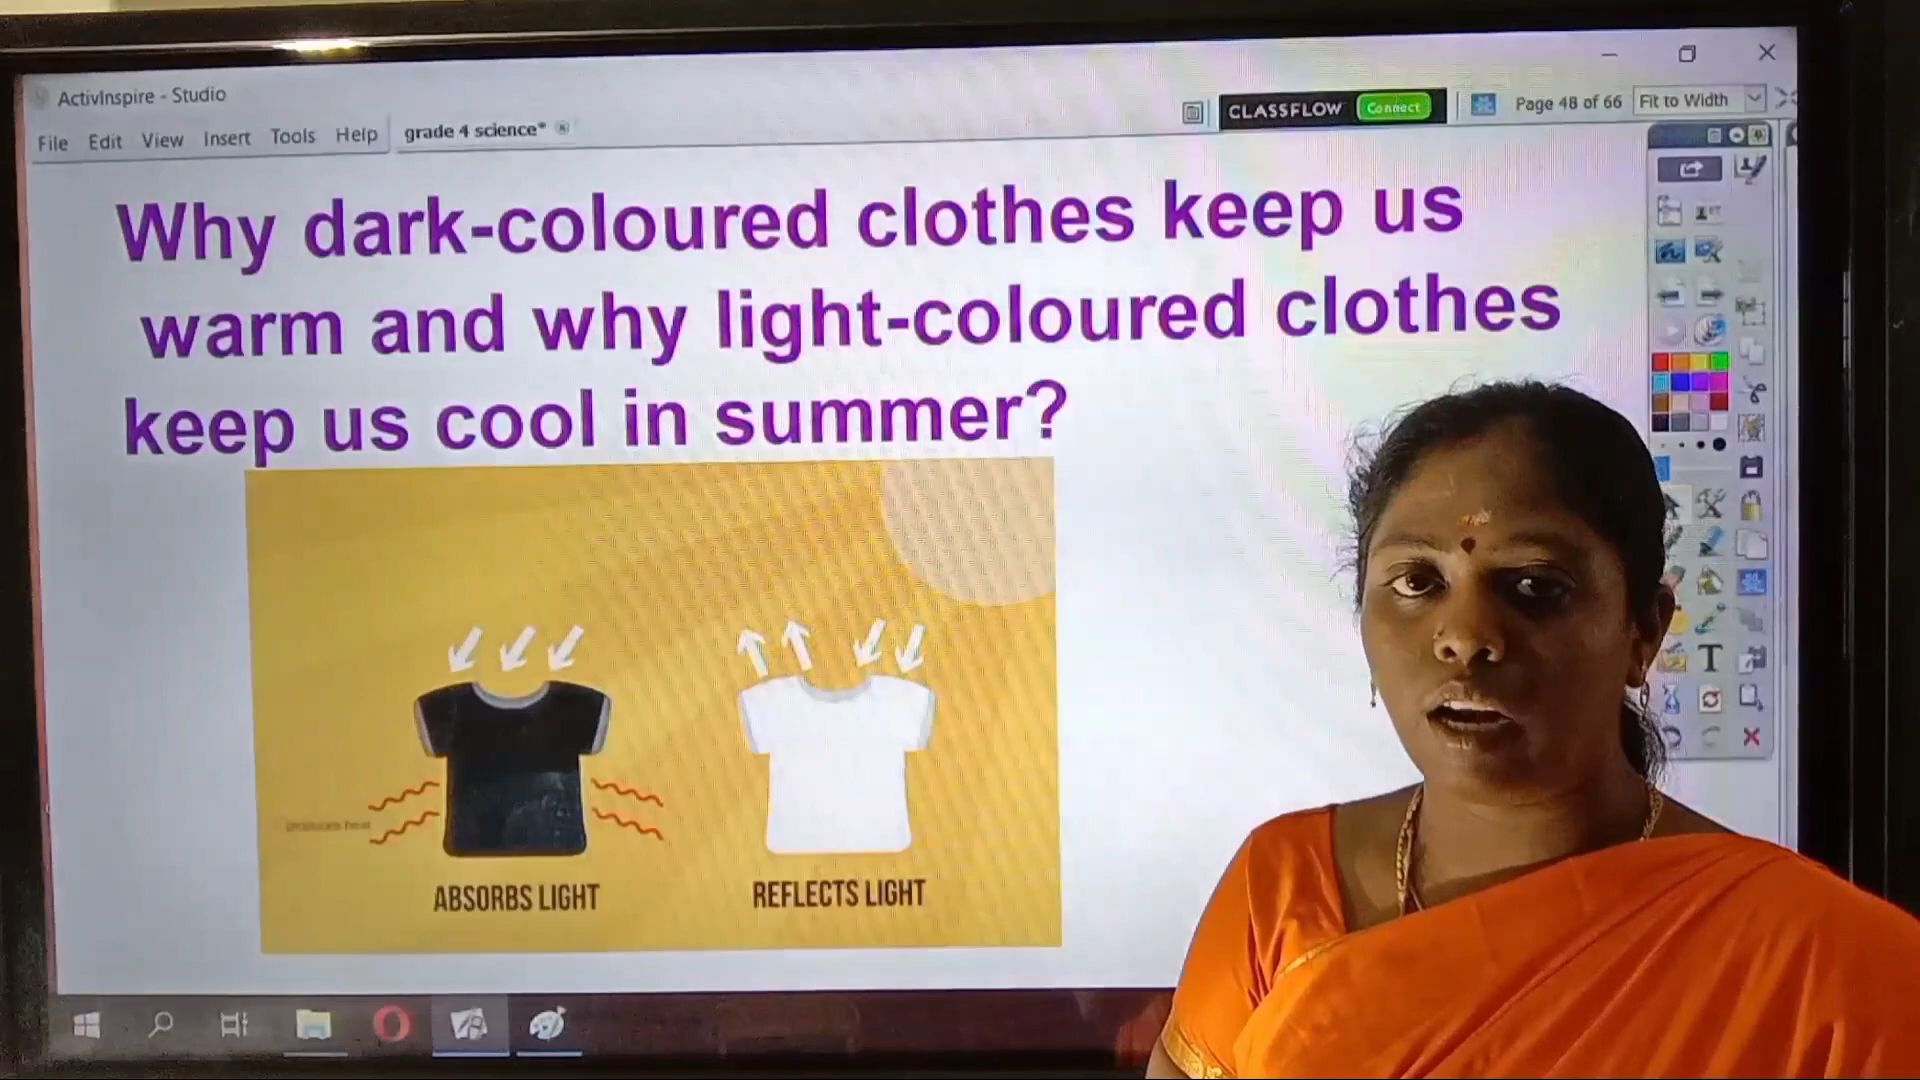 ActivInspire - Studio
File Edit View Insert Tools Help
grade 4 science*
CLASSFLOW Connect
Page 48 of 66
Fit to Width
Why dark-coloured clothes keep us
warm and why light-coloured clothes
keep us cool in summer?
produces heat
ABSORBS LIGHT
REFLECTS LIGHT
T